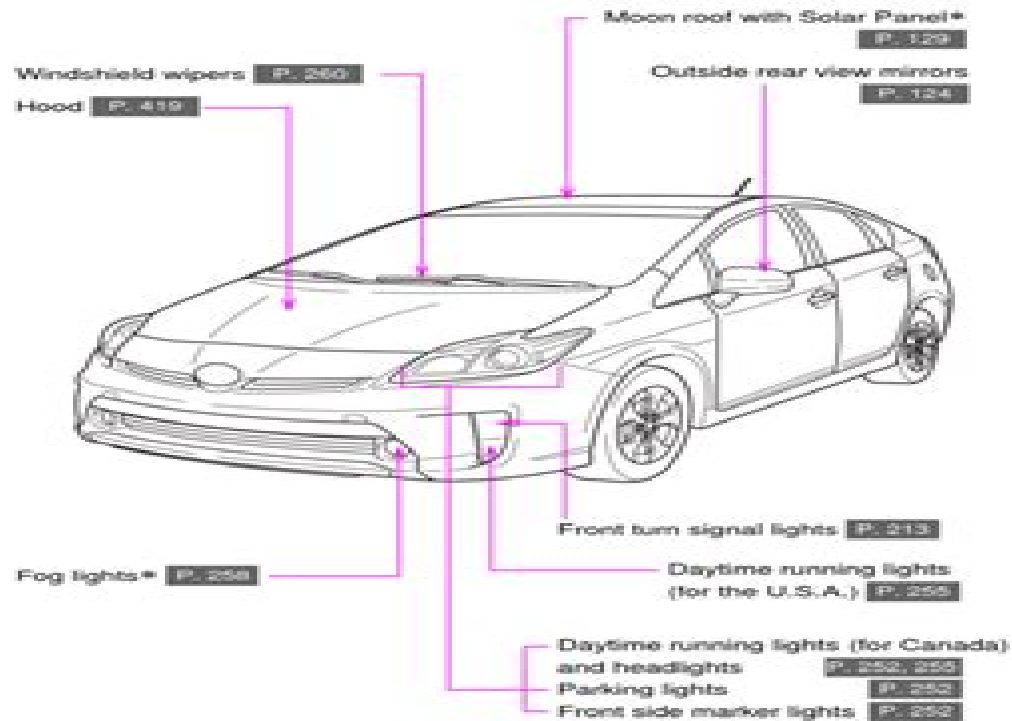 Moon roof with Solar Panel*
P. 129
Windshield wipers P. 260
Outside rear view mirrors
P. 124
Hood P. 419
Front turn signal lights P. 213
Fog lights* P. 258
Daytime running lights
(for the U.S.A.) P. 255
Daytime running lights (for Canada)
and headlights P. 252, 255
Parking lights P. 252
Front side marker lights P. 252